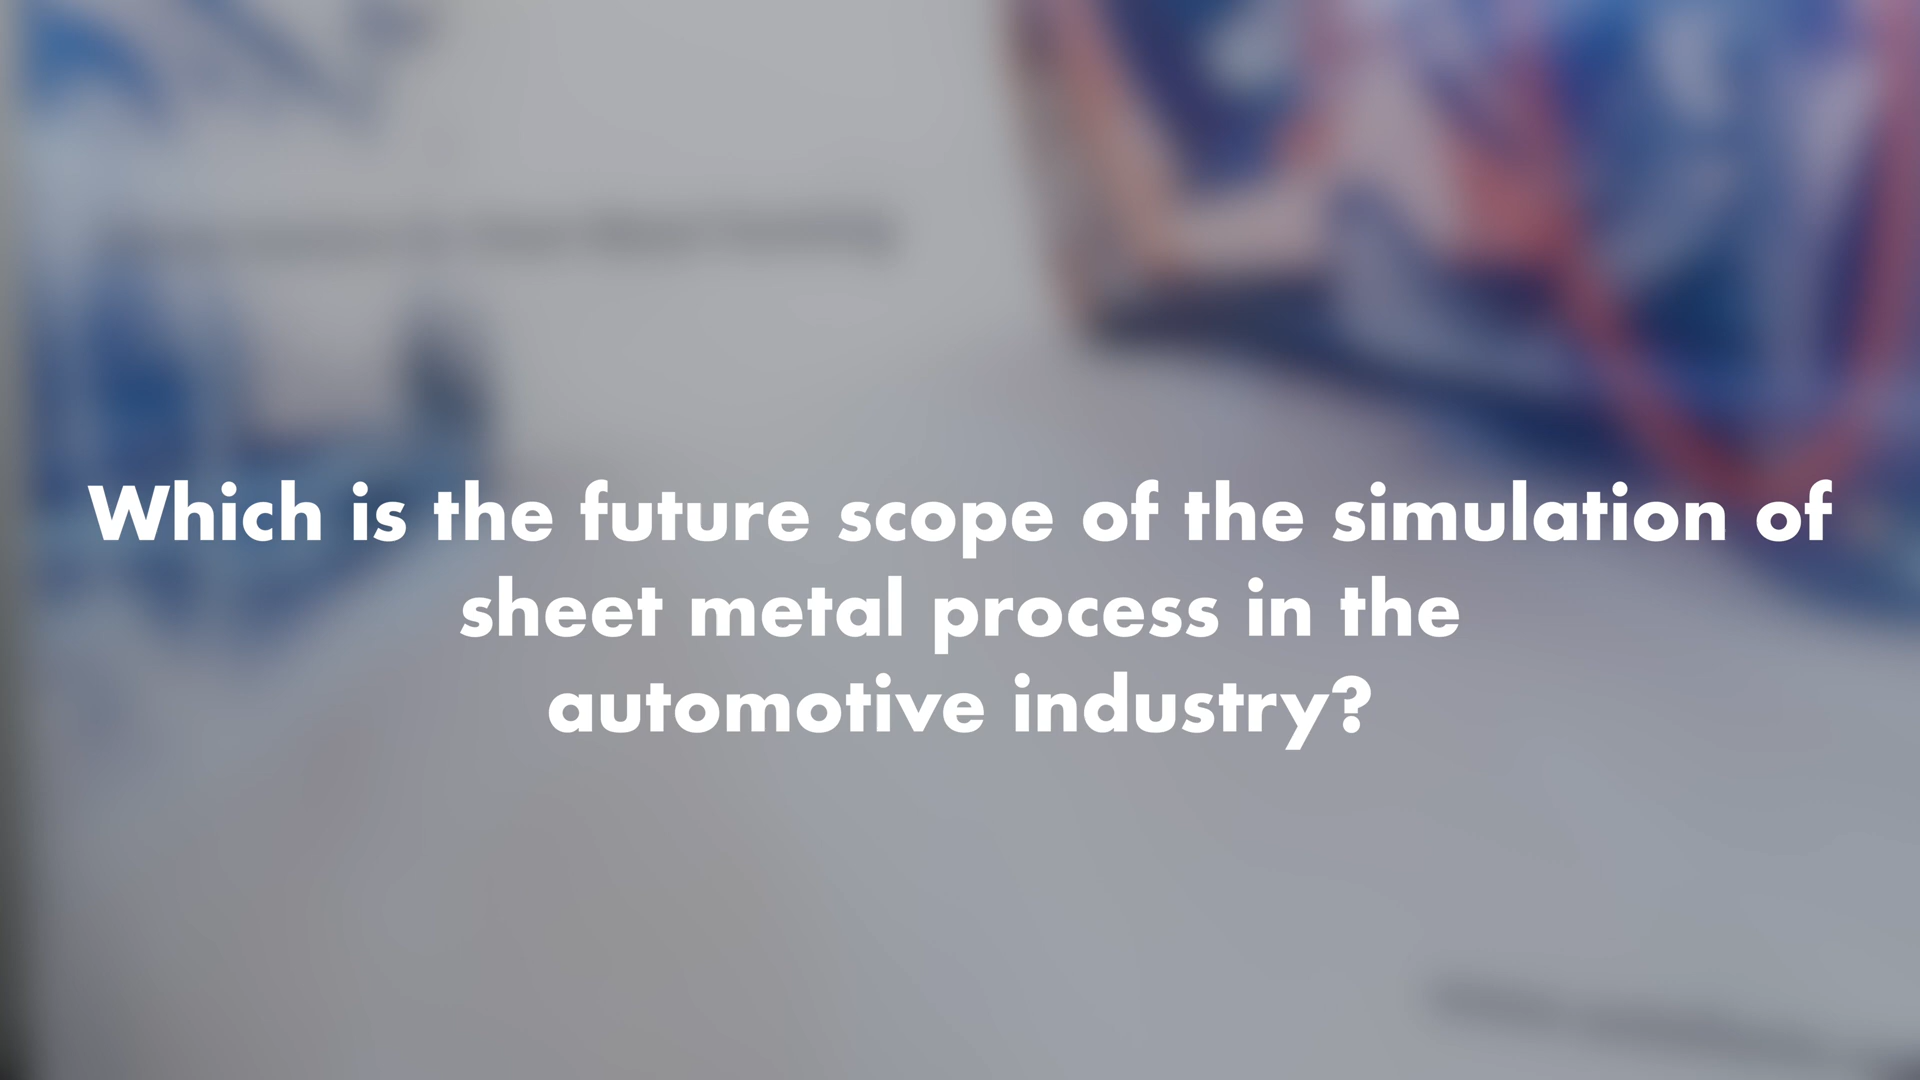 Which is the future scope of the simulation of
sheet metal process in the
automotive industry?